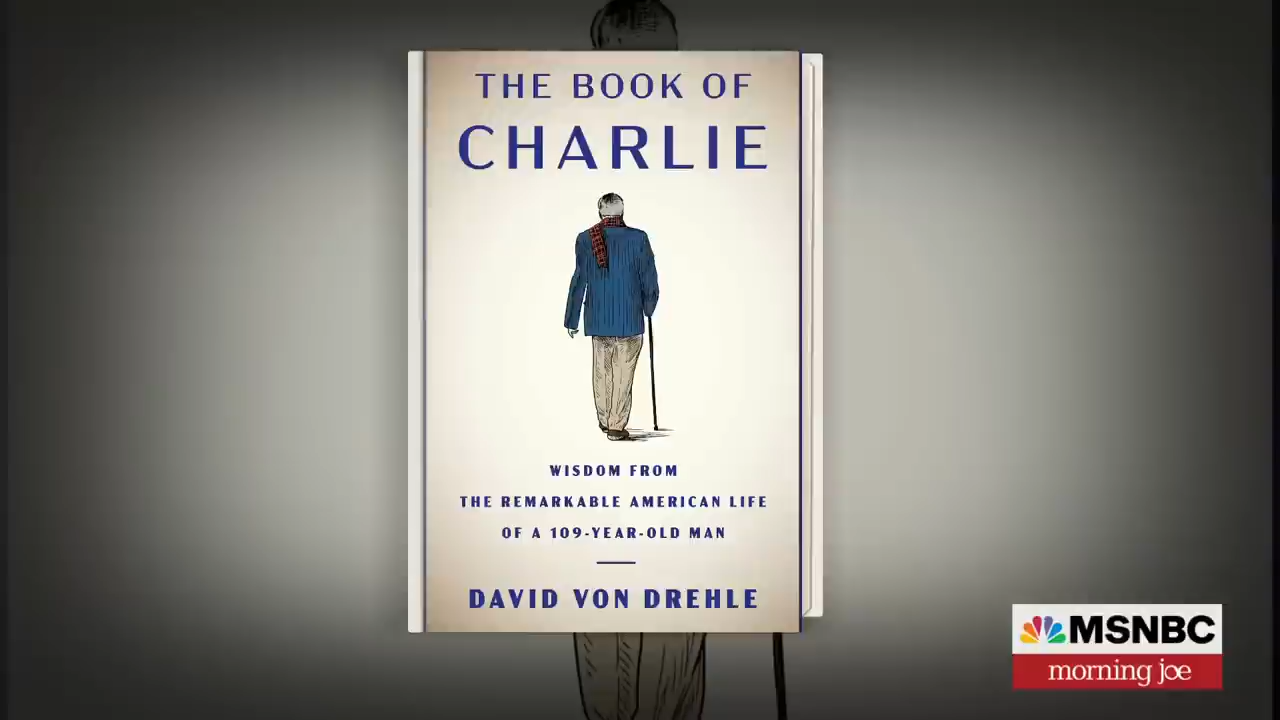 THE BOOK OF
CHARLIE
WISDOM FROM
THE REMARKABLE AMERICAN LIFE
OF A 109-YEAR-OLD MAN
DAVID VON DREHLE
MSNBC
morning joe